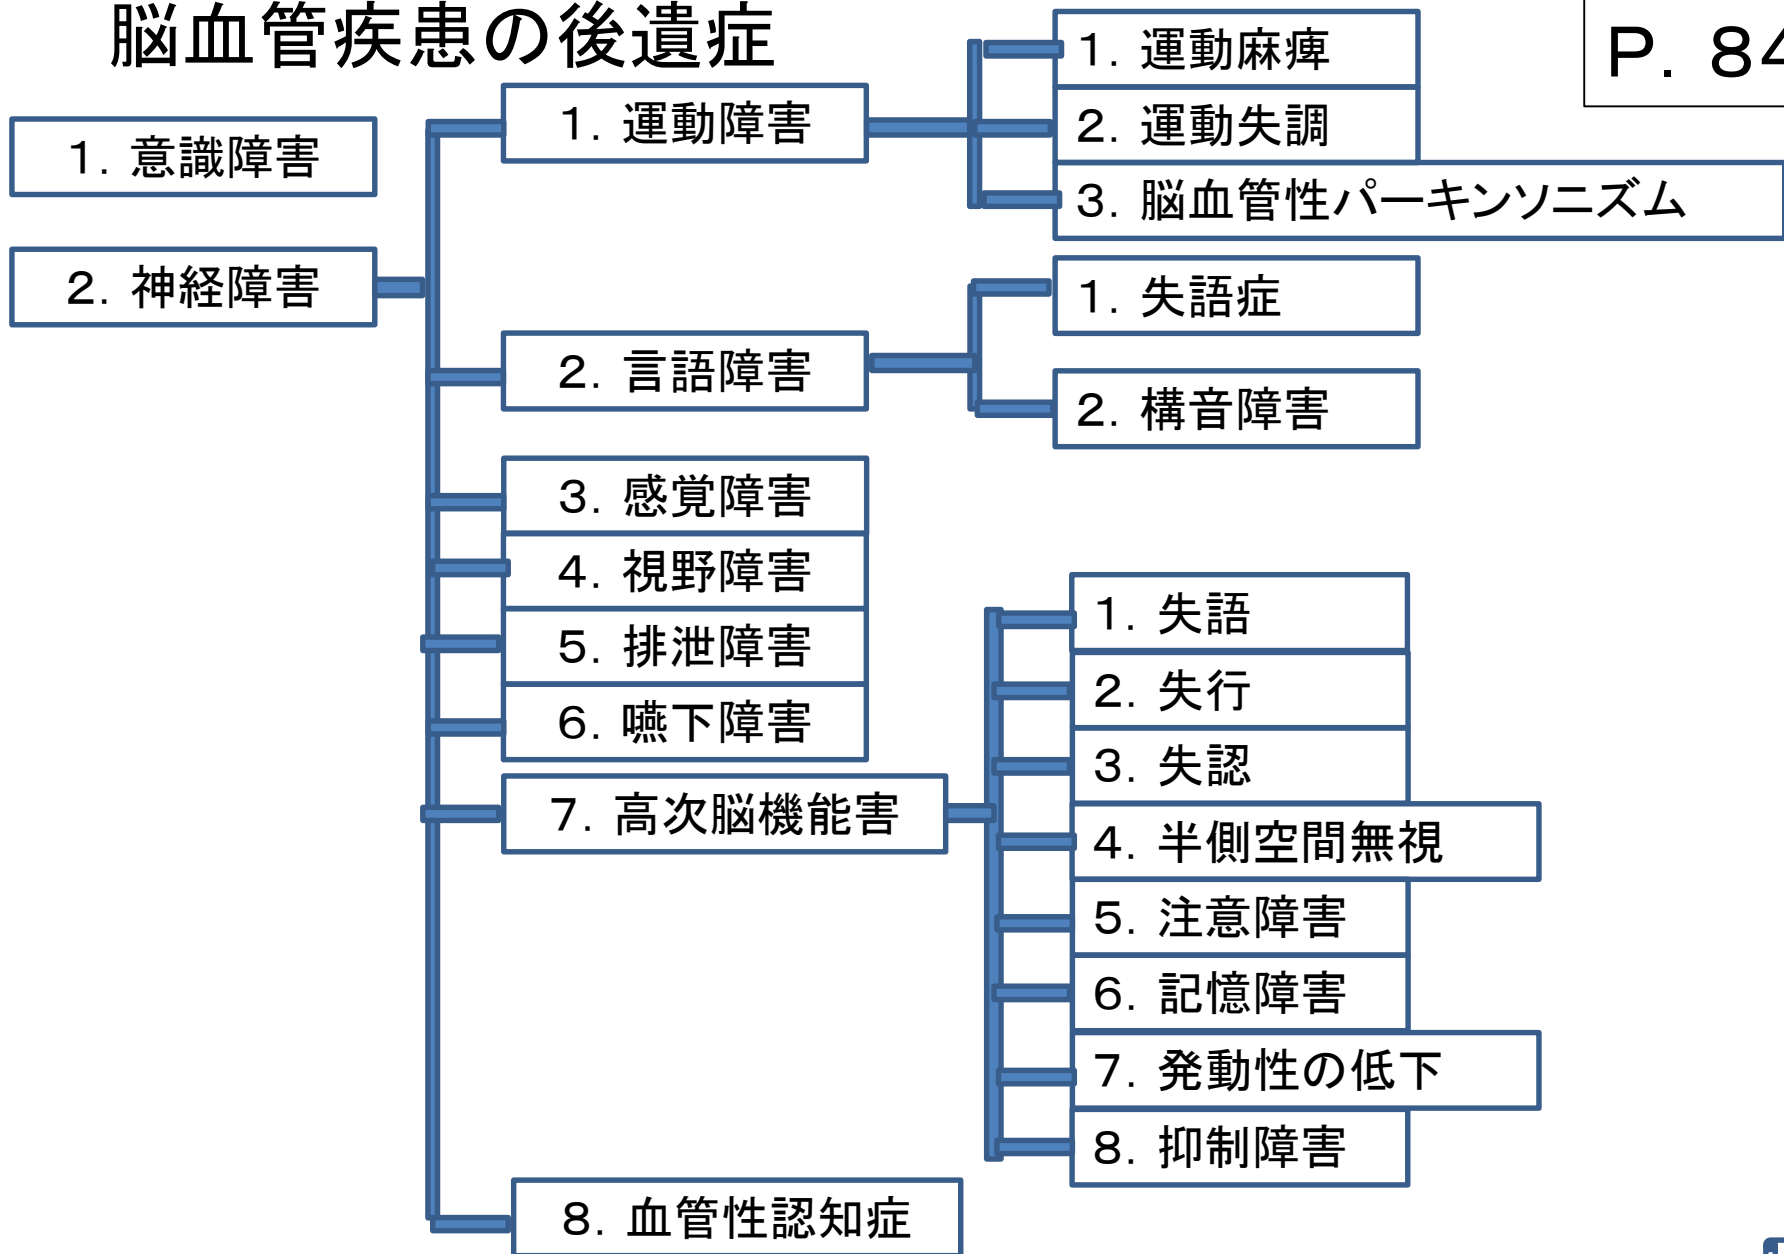 脳血管疾患の後遺症
P. 84
1. 意識障害
2. 神経障害
1. 運動障害
1. 運動麻痺
2. 運動失調
3. 脳血管性パーキンソニズム
2. 言語障害
1. 失語症
2. 構音障害
3. 感覚障害
4. 視野障害
5. 排泄障害
6. 嚥下障害
7. 高次脳機能害
1. 失語
2. 失行
3. 失認
4. 半側空間無視
5. 注意障害
6. 記憶障害
7. 発動性の低下
8. 抑制障害
8. 血管性認知症